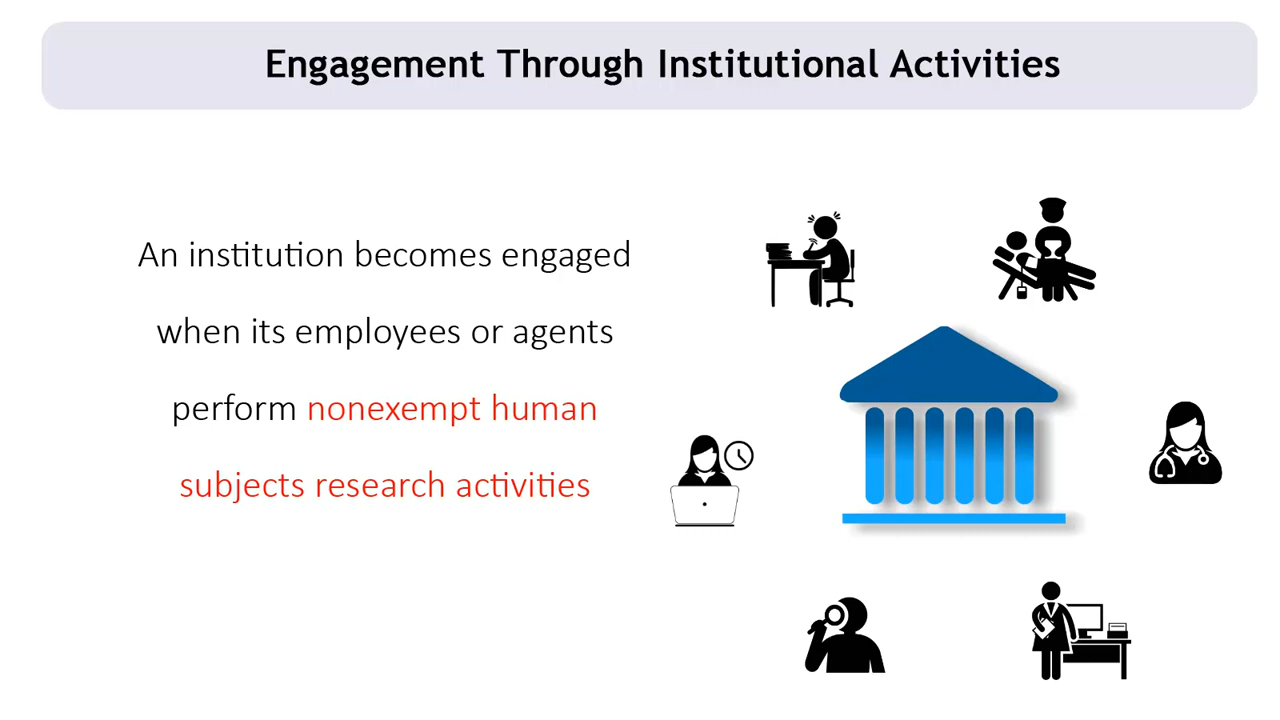 Engagement Through Institutional Activities
An institution becomes engaged
when its employees or agents
perform nonexempt human
subjects research activities